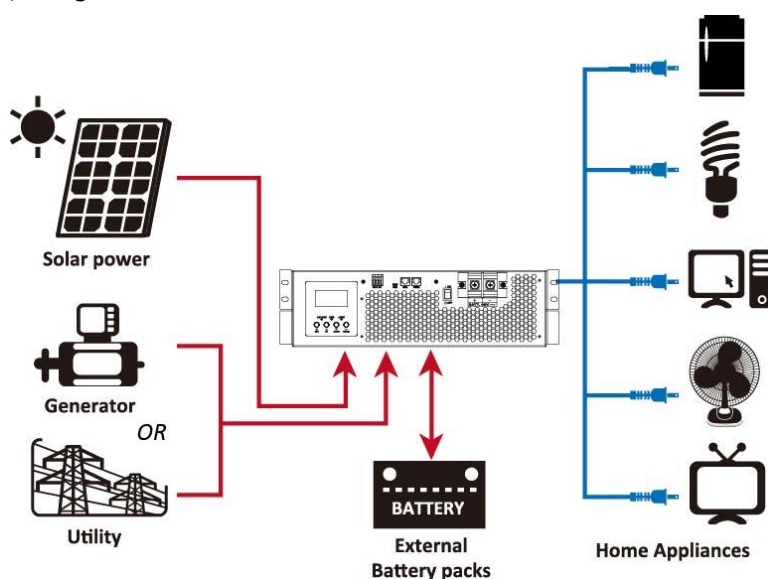 Solar power
Generator
OR
Utility
BATTERY
External
Battery packs
Home Appliances